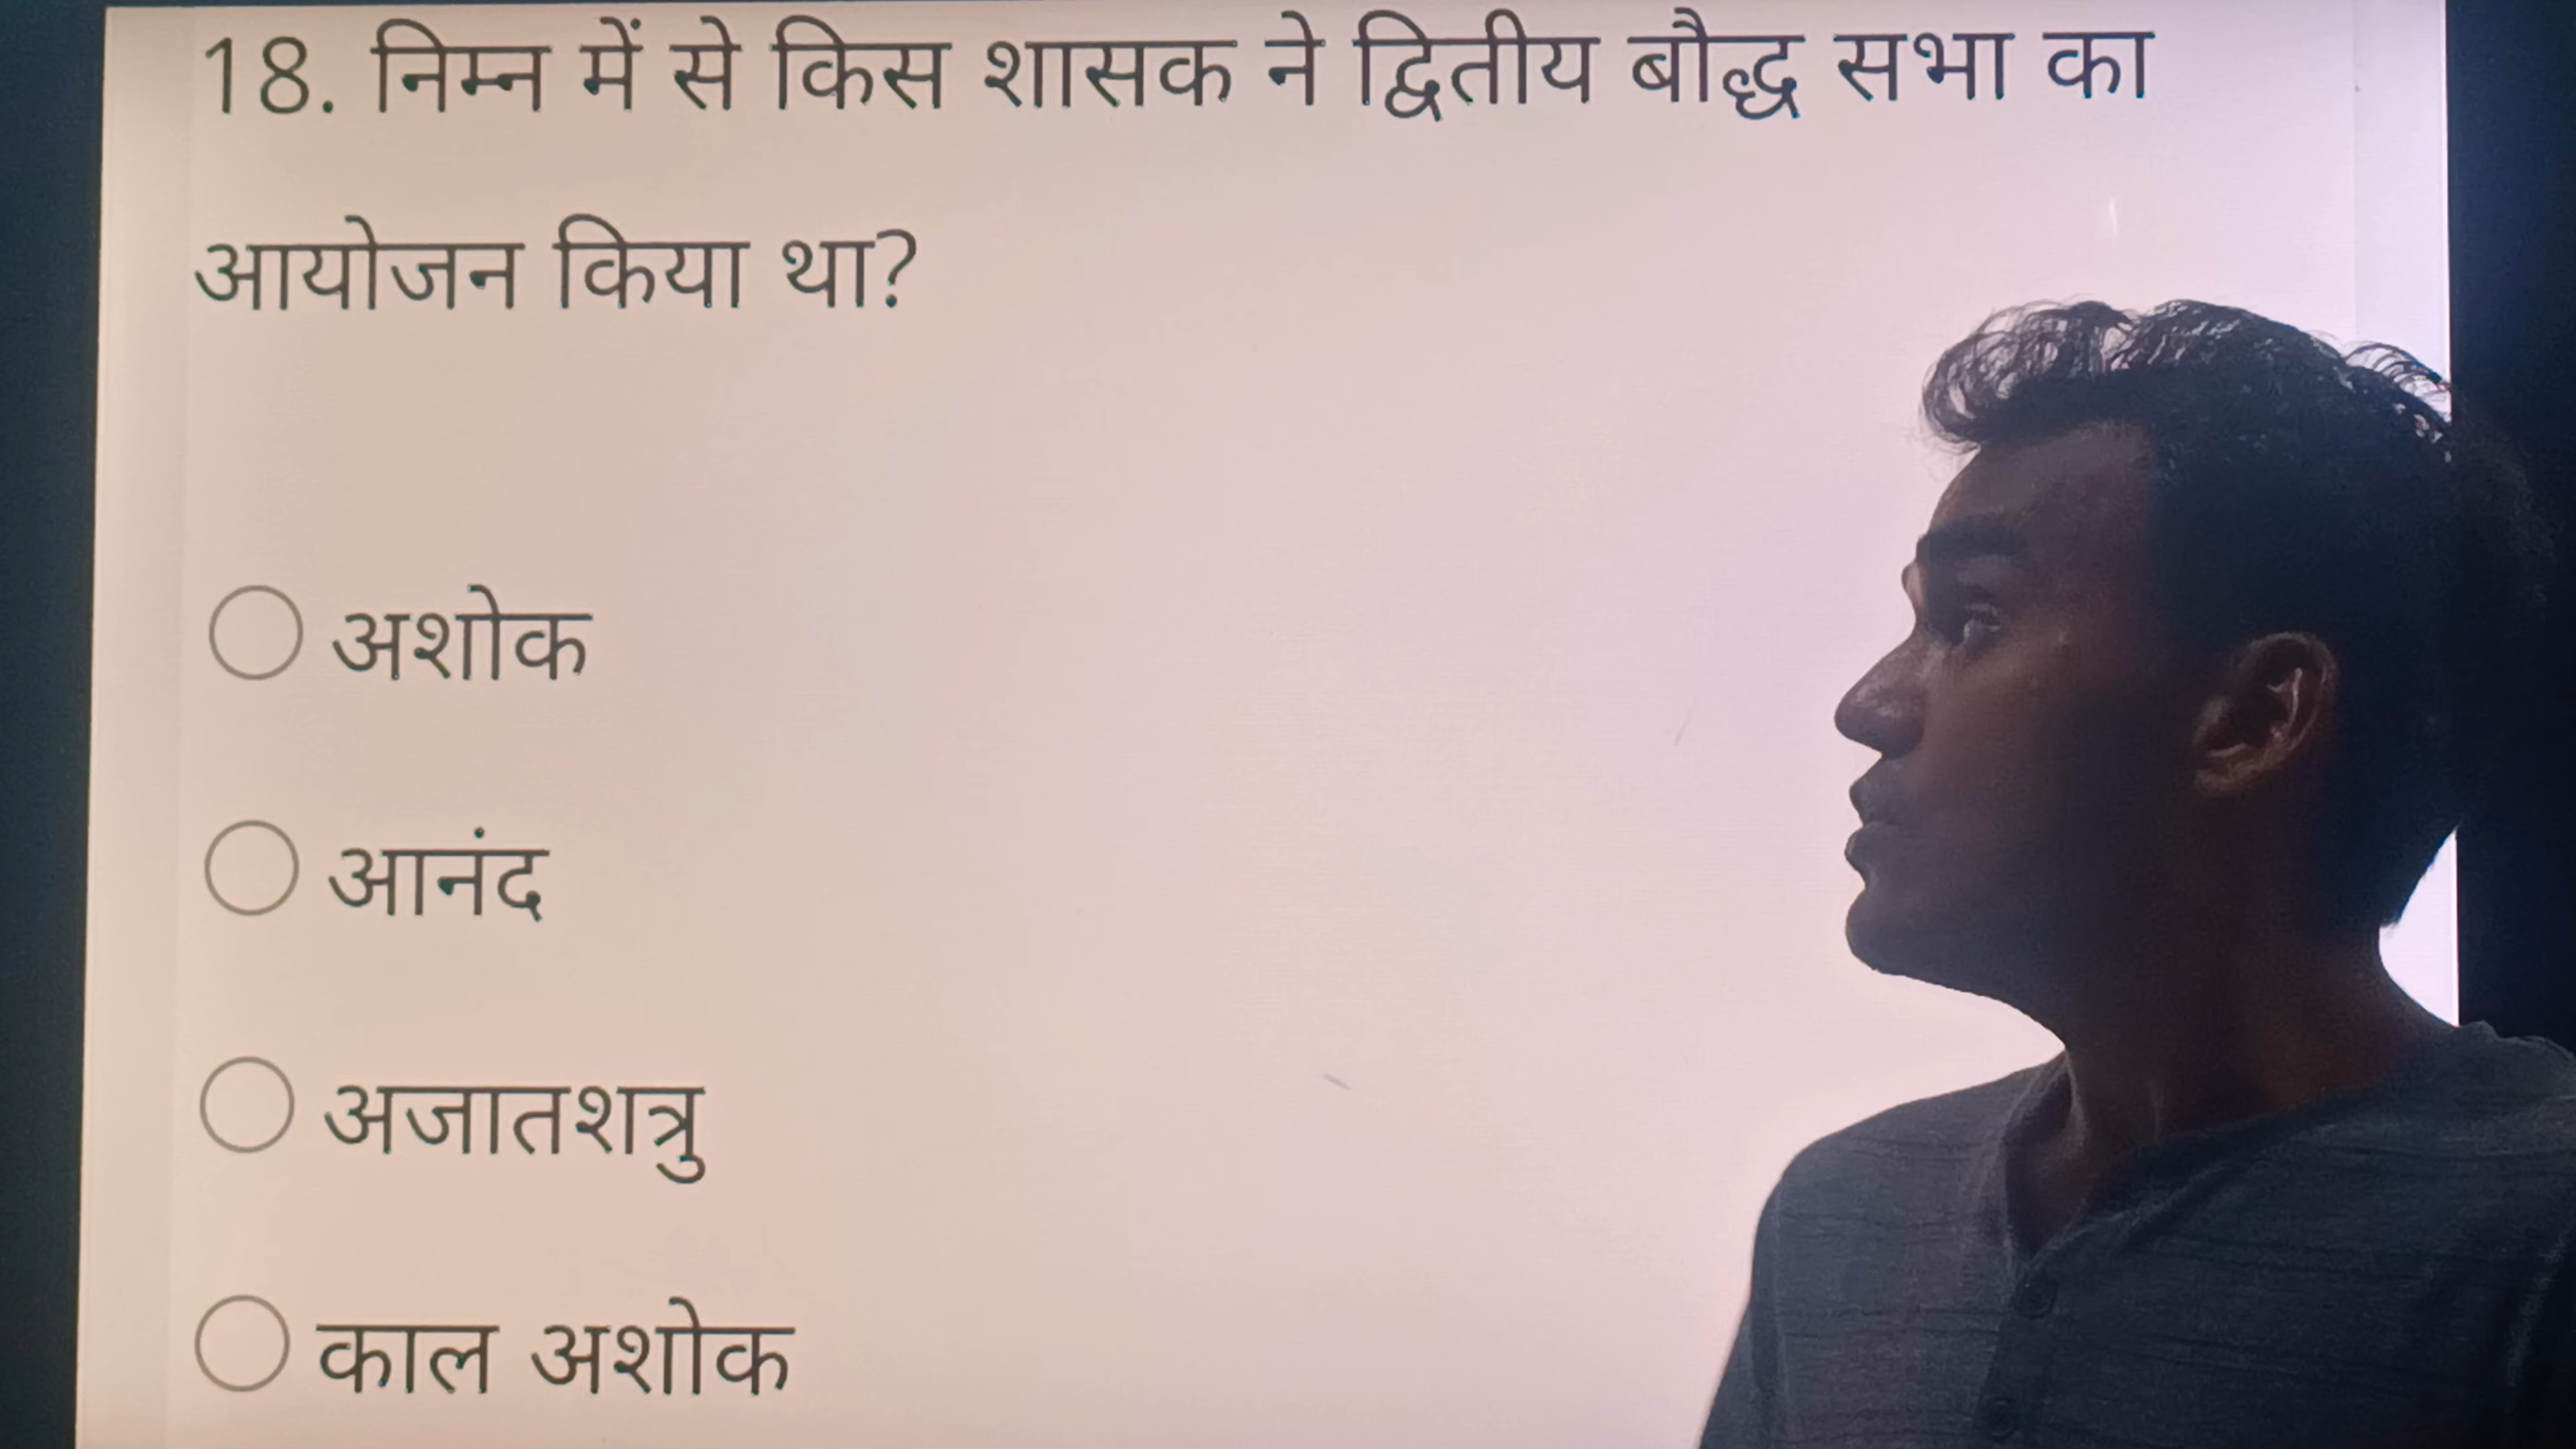 18. निम्न में से किस शासक ने द्वितीय बौद्ध सभा का
आयोजन किया था?
अशोक
आनंद
अजातशत्रु
काल अशोक